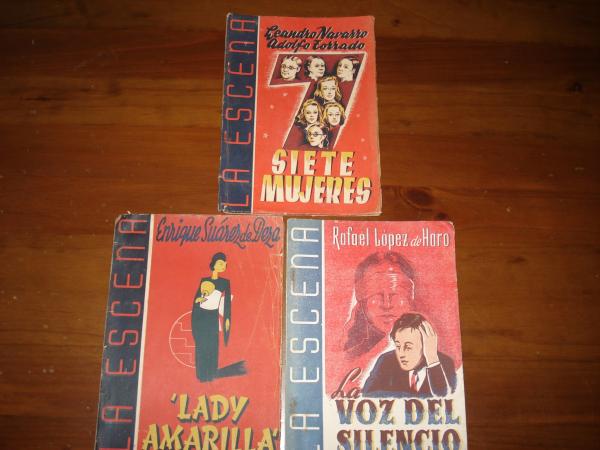 LA ESCENA
Leandro Navarro
Adolfo Torrado
7
SIETE
MUJERES
LA ESCENA
Enrique Suárez de Deza
'LADY
AMARILLA'
LA ESCENA
Rafael López de Haro
La
VOZ DEL
SILENCIO